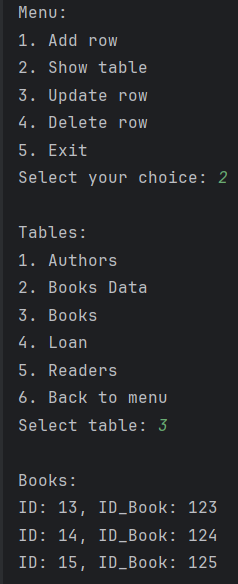 Menu:
1. Add row
2. Show table
3. Update row
4. Delete row
5. Exit
Select your choice: 2
Tables:
1. Authors
2. Books Data
3. Books
4. Loan
5. Readers
6. Back to menu
Select table: 3
Books:
ID: 13, ID_Book: 123
ID: 14, ID_Book: 124
ID: 15, ID_Book: 125